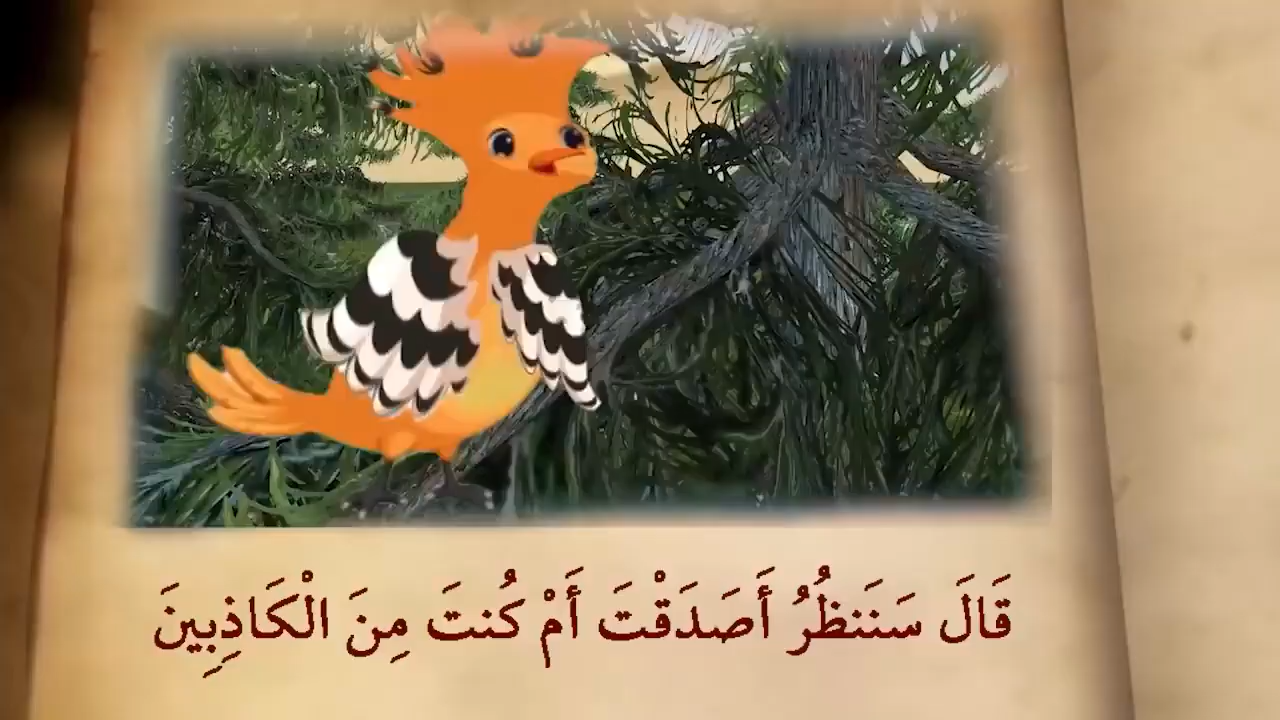 قَالَ سَنَنظُرُ أَصَدَقْتَ أَمْ كُنتَ مِنَ الْكَاذِبِينَ